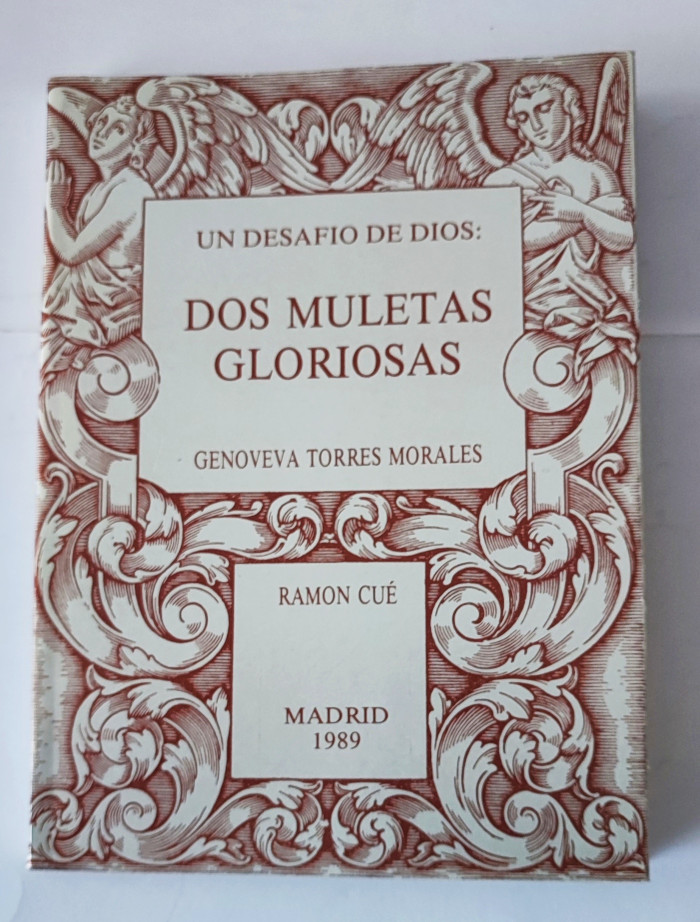 UN DESAFIO DE DIOS:
DOS MULETAS
GLORIOSAS
GENOVEVA TORRES MORALES
RAMON CUÉ
MADRID
1989